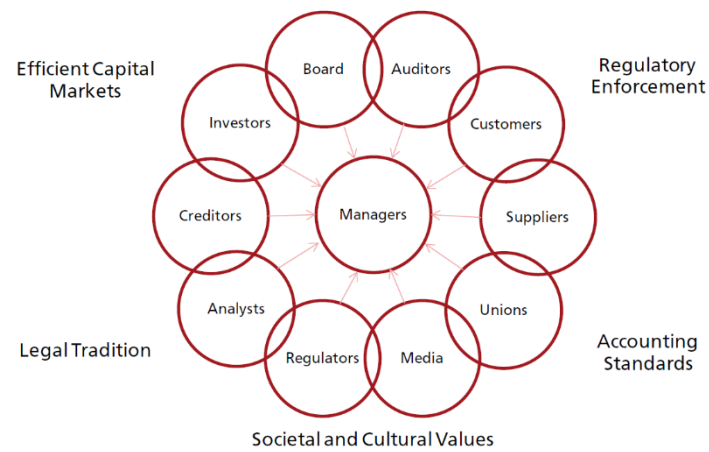 Board
Auditors
Efficient Capital
Markets
Regulatory
Enforcement
Investors
Customers
Creditors
Managers
Suppliers
Analysts
Unions
Legal Tradition
Regulators
Media
Accounting
Standards
Societal and Cultural Values